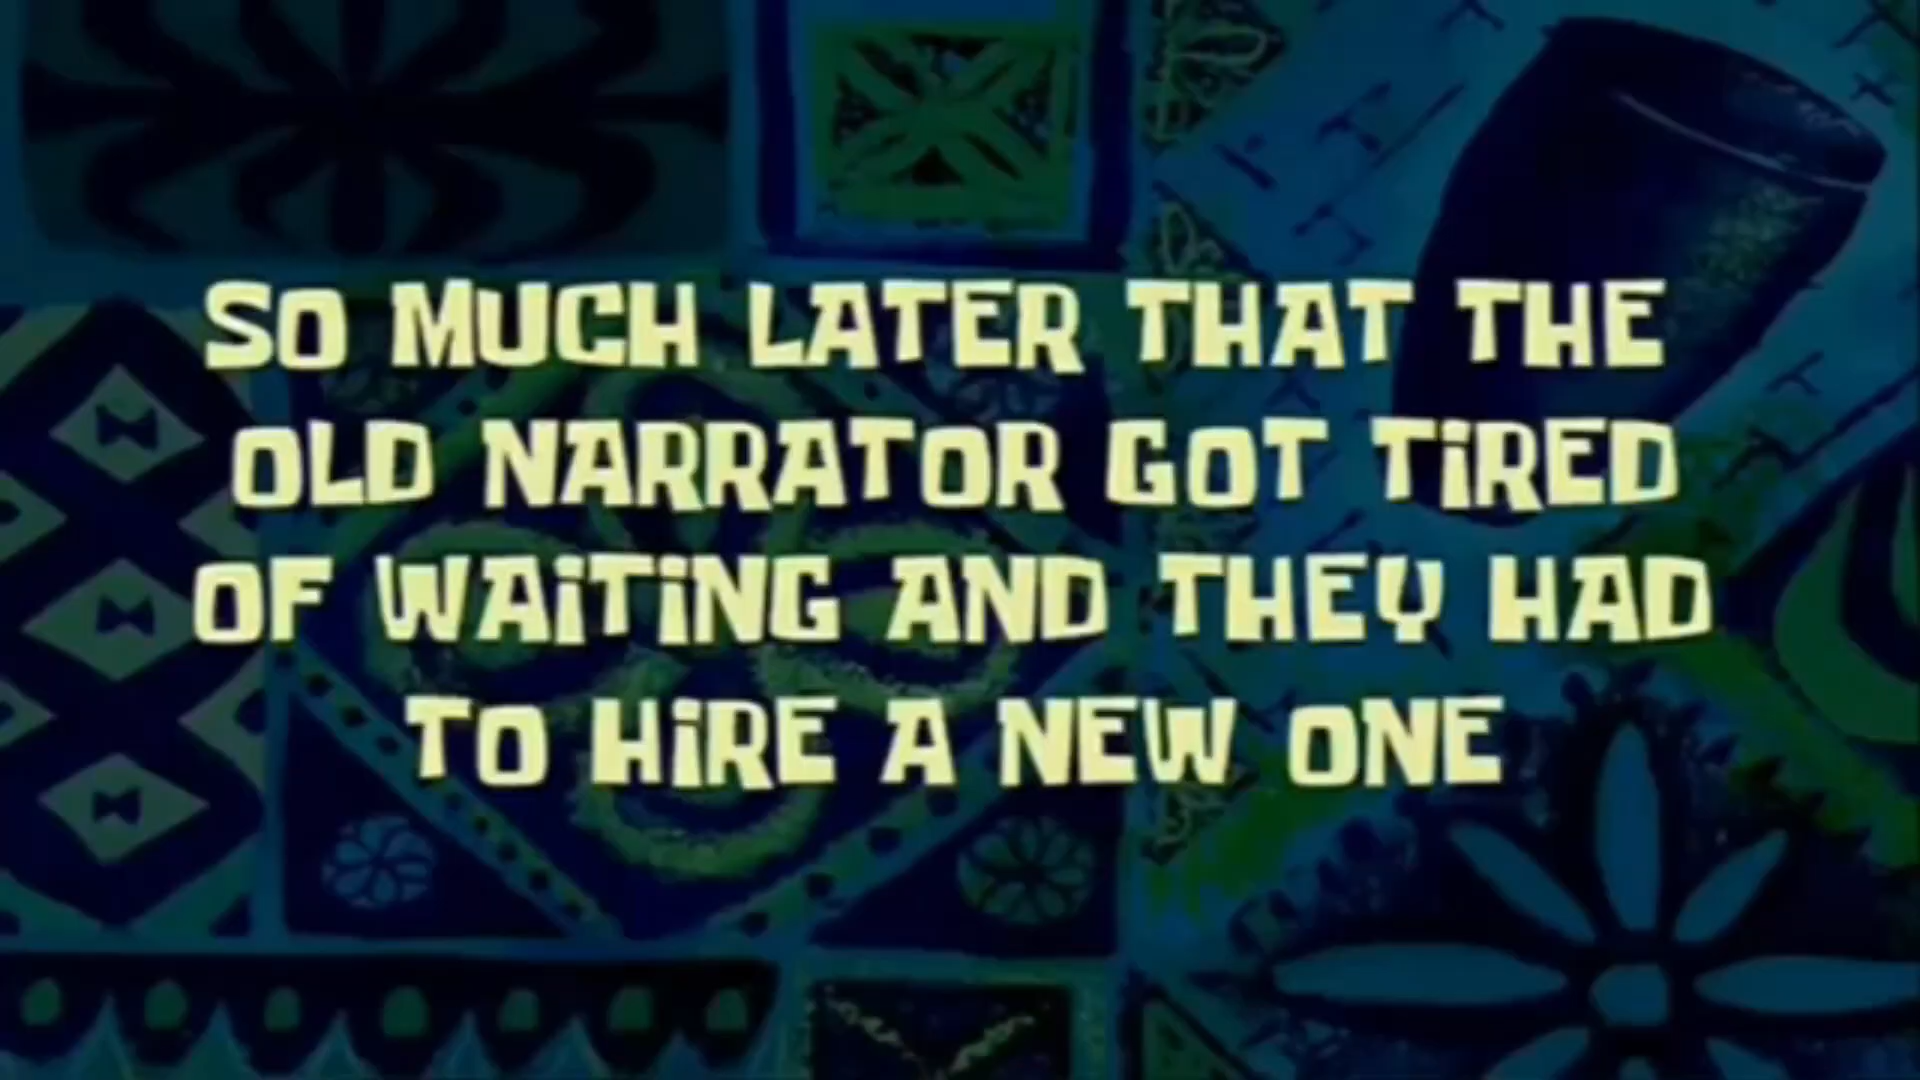 SO MUCH LATER THAT THE
OLD NARRATOR GOT TiRED
OF WAiTiNG AND THEY HAD
TO HiRE A NEW ONE